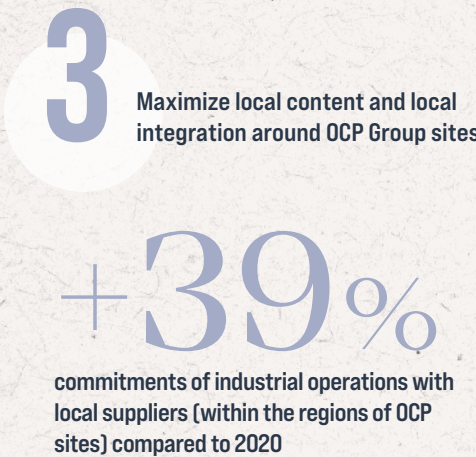 3
Maximize local content and local
integration around OCP Group sites
+39%
commitments of industrial operations with
local suppliers (within the regions of OCP
sites) compared to 2020